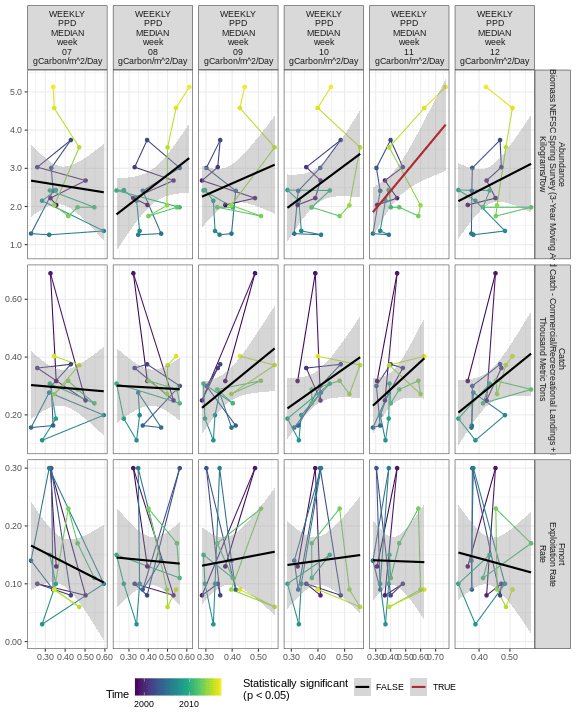 WEEKLY
PPD
MEDIAN
week
07
gCarbon/m^2/Day
WEEKLY
PPD
MEDIAN
week
08
gCarbon/m^2/Day
WEEKLY
PPD
MEDIAN
week
09
gCarbon/m^2/Day
WEEKLY
PPD
MEDIAN
week
10
gCarbon/m^2/Day
WEEKLY
PPD
MEDIAN
week
11
gCarbon/m^2/Day
WEEKLY
PPD
MEDIAN
week
12
gCarbon/m^2/Day
5.0
4.0
3.0
2.0
1.0
Abundance
Biomass NEFSC Spring Survey (3-Year Moving A
Kilograms/Tow
0.60
0.40
0.20
Catch
d Catch - Commercial/Recreational Landings +
Thousand Metric Tons
0.30
0.20
0.10
0.00
Fmort
Exploitation Rate
Rate
0.30 0.40 0.50 0.60
0.30 0.40 0.50 0.60
0.30 0.40 0.50
0.30 0.40 0.50
0.30 0.40 0.50 0.60 0.70
0.40 0.50
Time
2000 2010
Statistically significant
(p < 0.05)
FALSE
TRUE